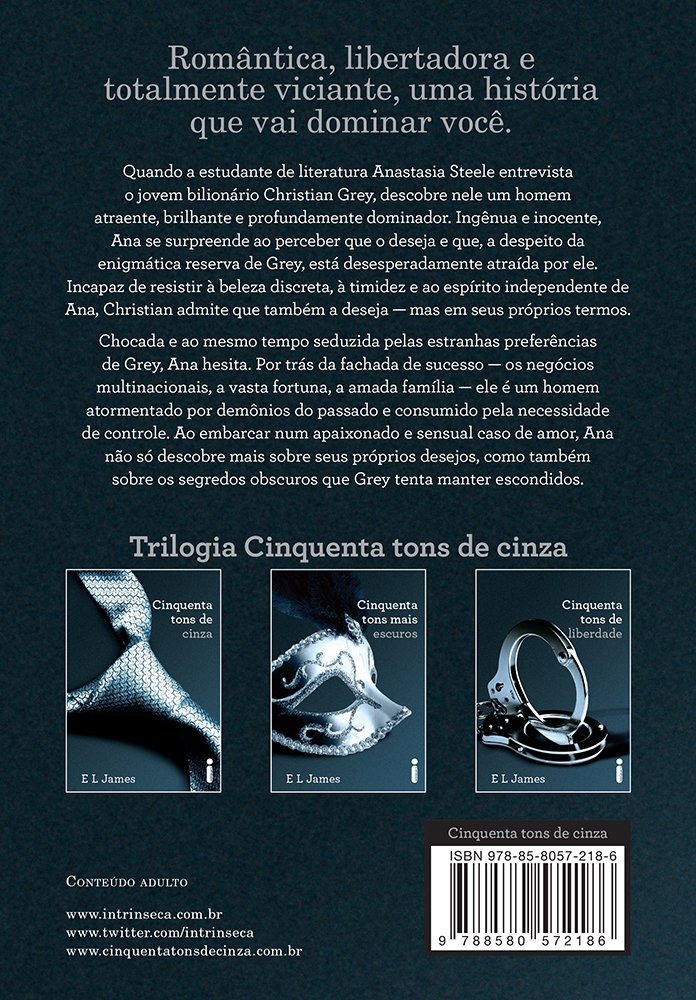 Romântica, libertadora e
totalmente viciante, uma história
que vai dominar você.
Quando a estudante de literatura Anastasia Steele entrevista
o jovem bilionário Christian Grey, descobre nele um homem
atraente, brilhante e profundamente dominador. Ingênua e inocente,
Ana se surpreende ao perceber que o deseja e que, a despeito da
enigmática reserva de Grey, está desesperadamente atraída por ele.
Incapaz de resistir à beleza discreta, à timidez e ao espírito independente de
Ana, Christian admite que também a deseja — mas em seus próprios termos.
Chocada e ao mesmo tempo seduzida pelas estranhas preferências
de Grey, Ana hesita. Por trás da fachada de sucesso — os negócios
multinacionais, a vasta fortuna, a amada família — ele é um homem
atormentado por demônios do passado e consumido pela necessidade
de controle. Ao embarcar num apaixonado e sensual caso de amor, Ana
não só descobre mais sobre seus próprios desejos, como também
sobre os segredos obscuros que Grey tenta manter escondidos.
Trilogia Cinquenta tons de cinza
Cinquenta
tons de
cinza
E L James
Cinquenta
tons mais
escuros
E L James
Cinquenta
tons de
liberdade
E L James
Cinquenta tons de cinza
ISBN 978-85-8057-218-6
9 788580 572186
CONTEÚDO ADULTO
www.intrinseca.com.br
www.twitter.com/intrinseca
www.cinquentatonsdecinza.com.br